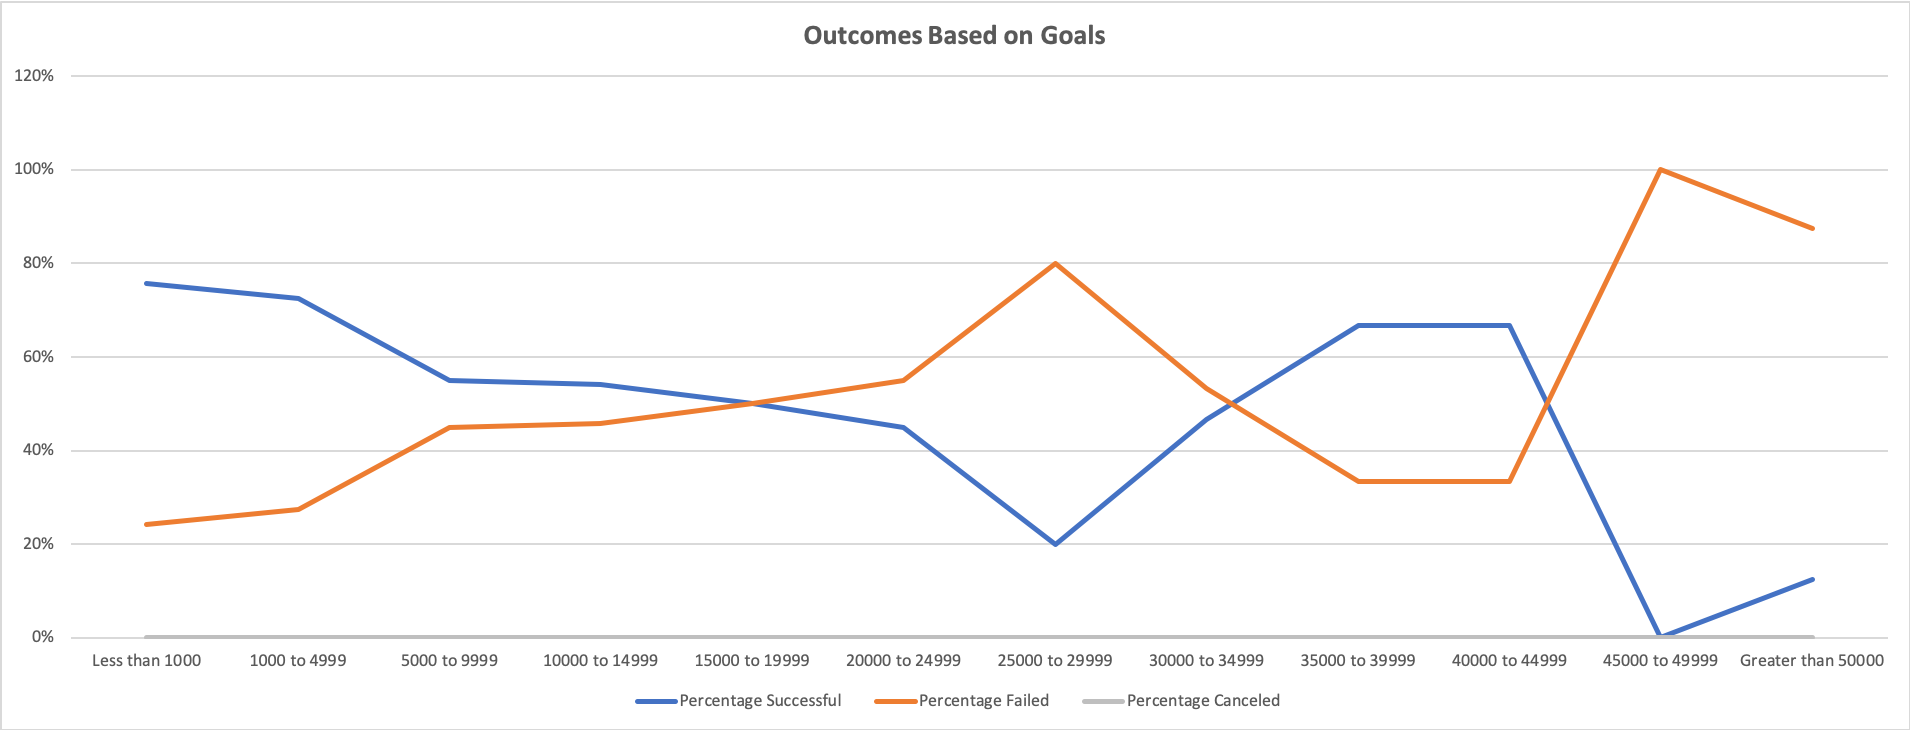 Outcomes Based on Goals
120%
100%
80%
60%
40%
20%
0%
Less than 1000 1000 to 4999 5000 to 9999 10000 to 14999 15000 to 19999 20000 to 24999 25000 to 29999 30000 to 34999 35000 to 39999 40000 to 44999 45000 to 49999 Greater than 50000
Percentage Successful Percentage Failed Percentage Canceled